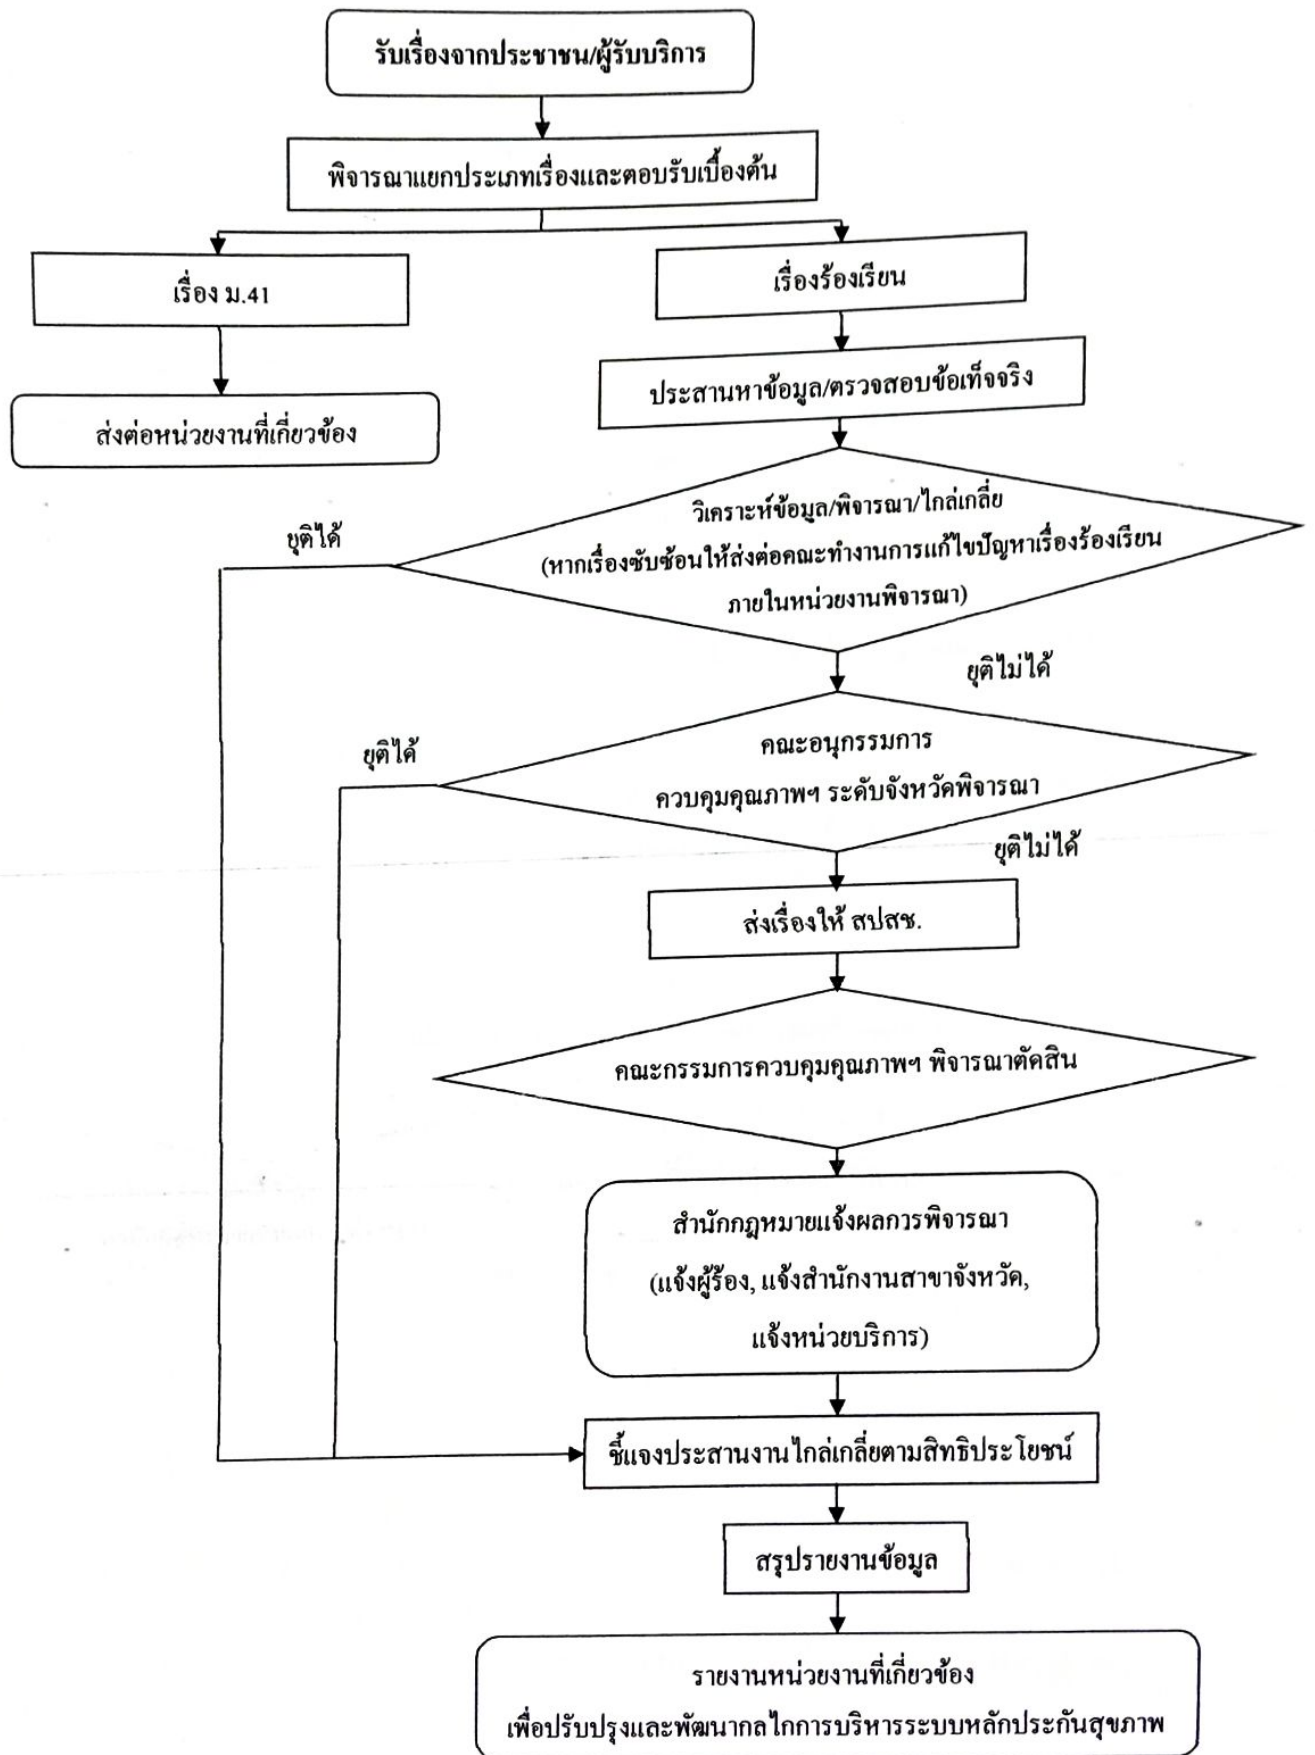 รับเรื่องจากประชาชน/ผู้รับบริการ
พิจารณาแยกประเภทเรื่องและตอบรับเบื้องต้น
เรื่อง ม.41
เรื่องร้องเรียน
ส่งต่อหน่วยงานที่เกี่ยวข้อง
ประสานหาข้อมูล/ตรวจสอบข้อเท็จจริง
วิเคราะห์ข้อมูล/พิจารณา/ไกล่เกลี่ย
(หากเรื่องซับซ้อนให้ส่งต่อคณะทำงานการแก้ไขปัญหาเรื่องร้องเรียน
ภายในหน่วยงานพิจารณา)
ยุติได้
ยุติไม่ได้
คณะอนุกรรมการ
ควบคุมคุณภาพฯ ระดับจังหวัดพิจารณา
ยุติได้
ยุติไม่ได้
ส่งเรื่องให้ สปสช.
คณะกรรมการควบคุมคุณภาพฯ พิจารณาตัดสิน
สำนักกฎหมายแจ้งผลการพิจารณา
(แจ้งผู้ร้อง, แจ้งสำนักงานสาขาจังหวัด,
แจ้งหน่วยบริการ)
ชี้แจงประสานงานไกล่เกลี่ยตามสิทธิประโยชน์
สรุปรายงานข้อมูล
รายงานหน่วยงานที่เกี่ยวข้อง
เพื่อปรับปรุงและพัฒนากลไกการบริหารระบบหลักประกันสุขภาพ